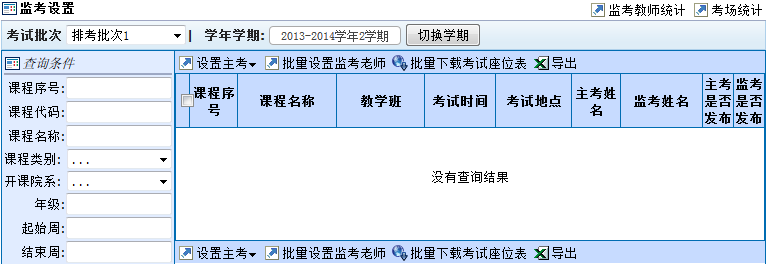 监考设置 监考教师统计 考场统计
考试批次 排考批次1 | 学年学期: 2013-2014学年2学期 切换学期
查询条件
课程序号:
课程代码:
课程名称:
课程类别: ...
开课院系: ...
年级:
起始周:
结束周:
设置主考 批量设置监考老师 批量下载考试座位表 导出
课程序号 课程名称 教学班 考试时间 考试地点 主考姓名 监考姓名 主考是否发布 监考是否发布
没有查询结果
设置主考 批量设置监考老师 批量下载考试座位表 导出